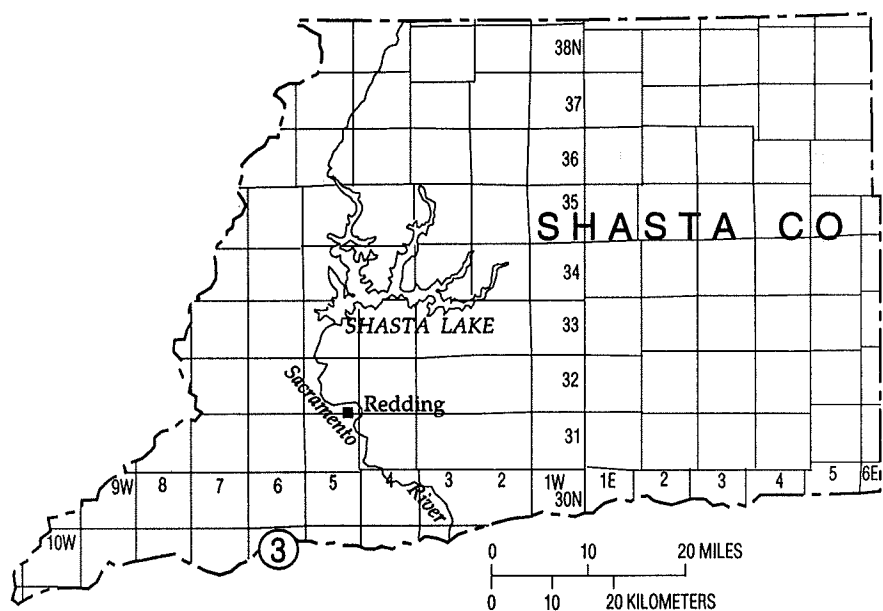 38N
37
36
35
SHASTA CO
34
SHASTA LAKE
33
32
Sacramento
Redding
31
9W 8 7 6 5 4 3 2 1W 1E 2 3 4 5 6E
30N
River
10W
3
0 10 20 MILES
0 10 20 KILOMETERS